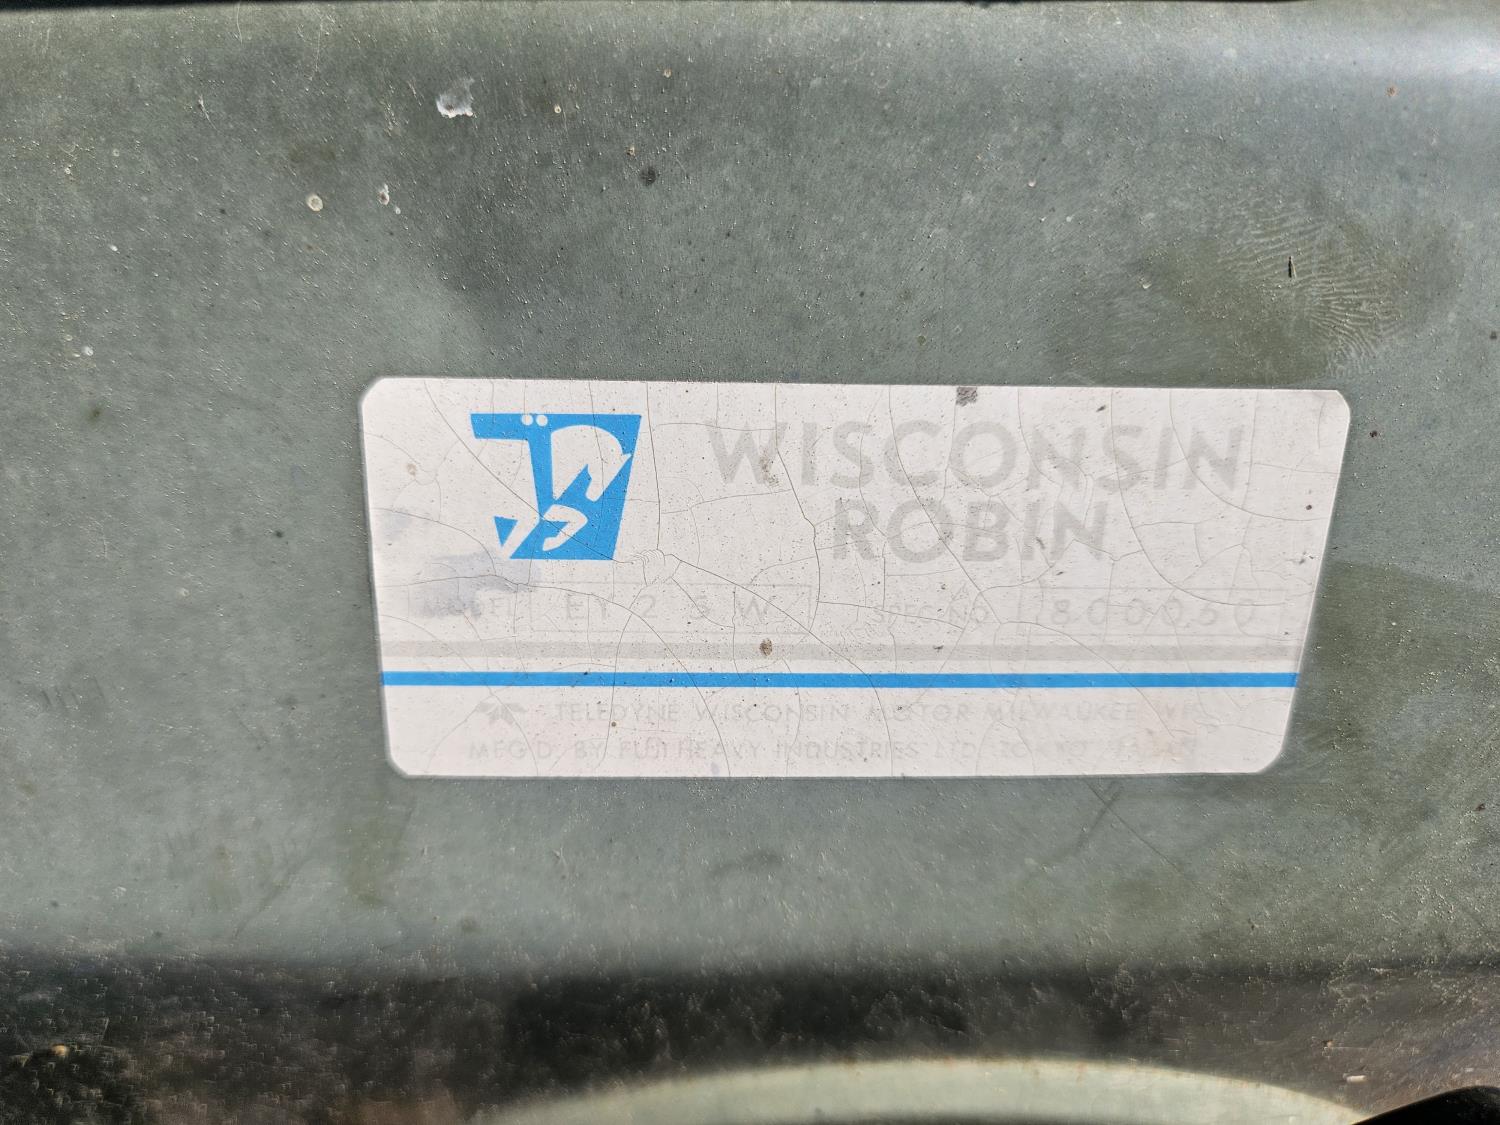 WISCONSIN
ROBIN
MODEL EY25W SPEC. NO. 800060
TELEDYNE WISCONSIN MOTOR MILWAUKEE WIS
MFG'D. BY FUJI HEAVY INDUSTRIES LTD. TOKYO JAPAN